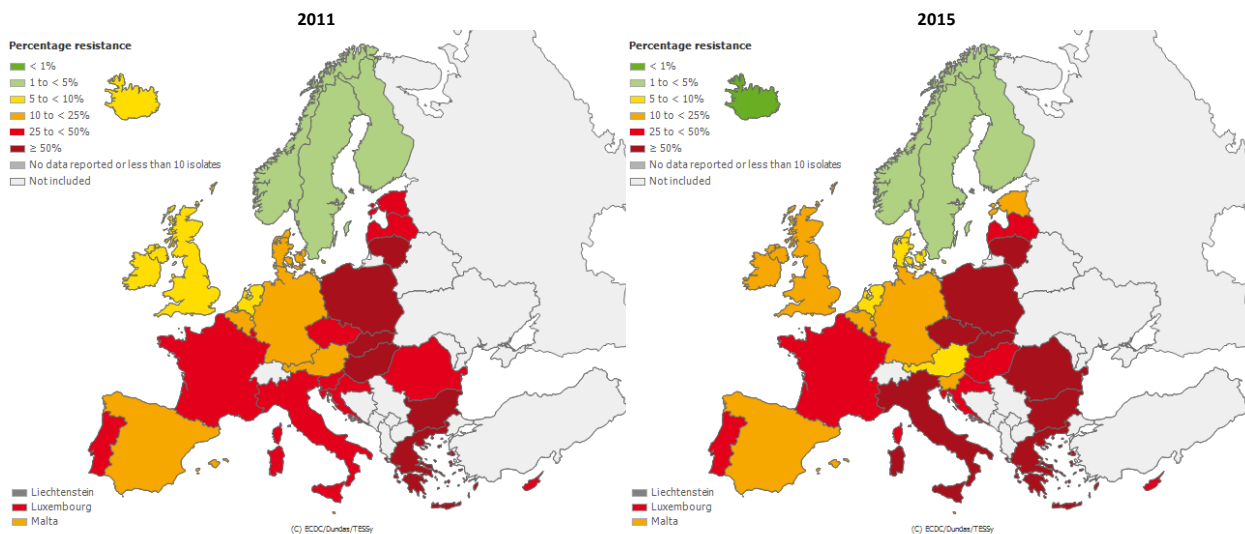 2011
Percentage resistance
< 1%
1 to < 5%
5 to < 10%
10 to < 25%
25 to < 50%
≥ 50%
No data reported or less than 10 isolates
Not included
Liechtenstein
Luxembourg
Malta
(C) ECDC/Dundas/TESSy
2015
Percentage resistance
< 1%
1 to < 5%
5 to < 10%
10 to < 25%
25 to < 50%
≥ 50%
No data reported or less than 10 isolates
Not included
Liechtenstein
Luxembourg
Malta
(C) ECDC/Dundas/TESSy